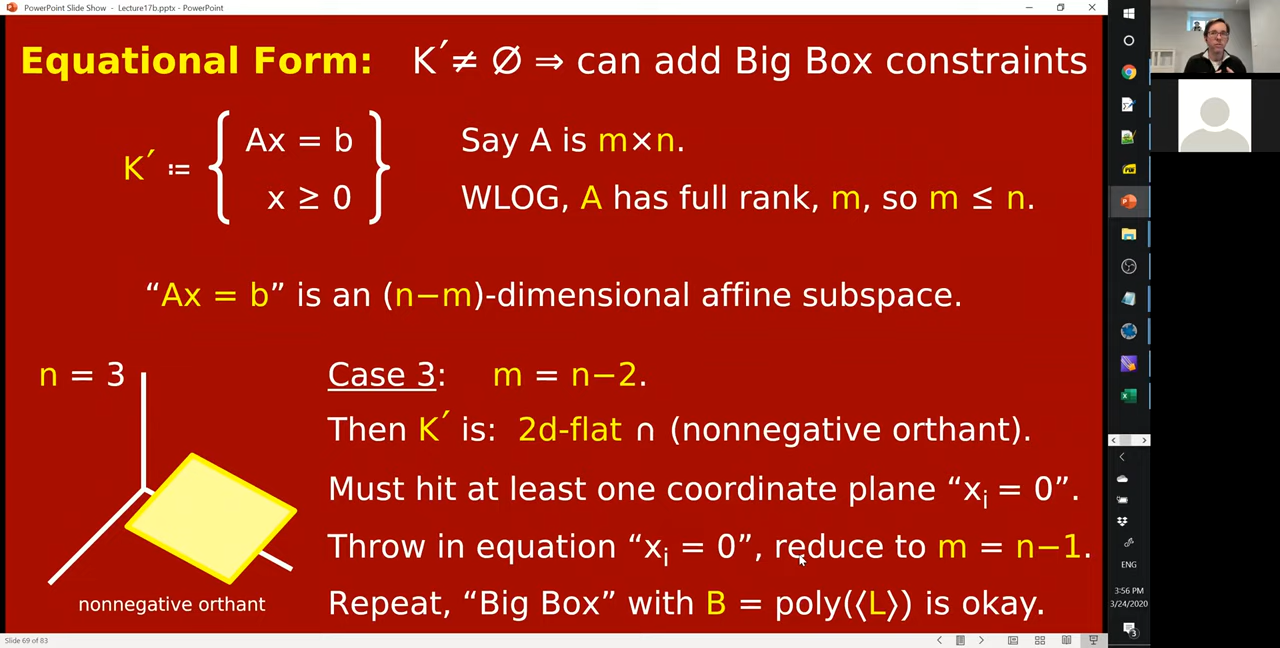 PowerPoint Slide Show - Lecture17b.pptx - PowerPoint
Equational Form: K′ ≠ ∅ ⇒ can add Big Box constraints
K′ ≔ { Ax = b
x ≥ 0 }
Say A is m×n.
WLOG, A has full rank, m, so m ≤ n.
“Ax = b” is an (n−m)-dimensional affine subspace.
n = 3
nonnegative orthant
Case 3: m = n−2.
Then K′ is: 2d-flat ∩ (nonnegative orthant).
Must hit at least one coordinate plane “xᵢ = 0”.
Throw in equation “xᵢ = 0”, reduce to m = n−1.
Repeat, “Big Box” with B = poly(⟨L⟩) is okay.
Slide 69 of 83
ENG
3:56 PM
3/24/2020
3